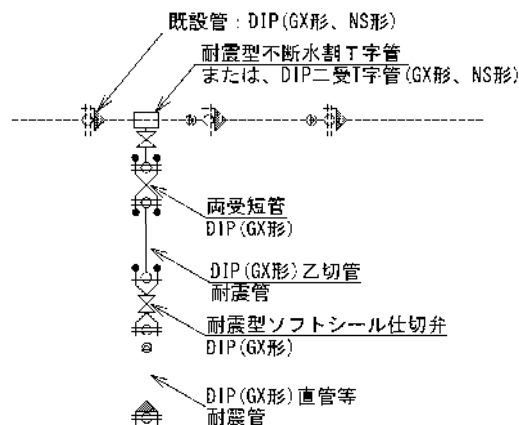 既設管：DIP(GX形、NS形)
耐震型不断水割T字管
または、DIP二受T字管(GX形、NS形)
両受短管
DIP(GX形)
DIP(GX形)乙切管
耐震管
耐震型ソフトシール仕切弁
DIP(GX形)
DIP(GX形)直管等
耐震管